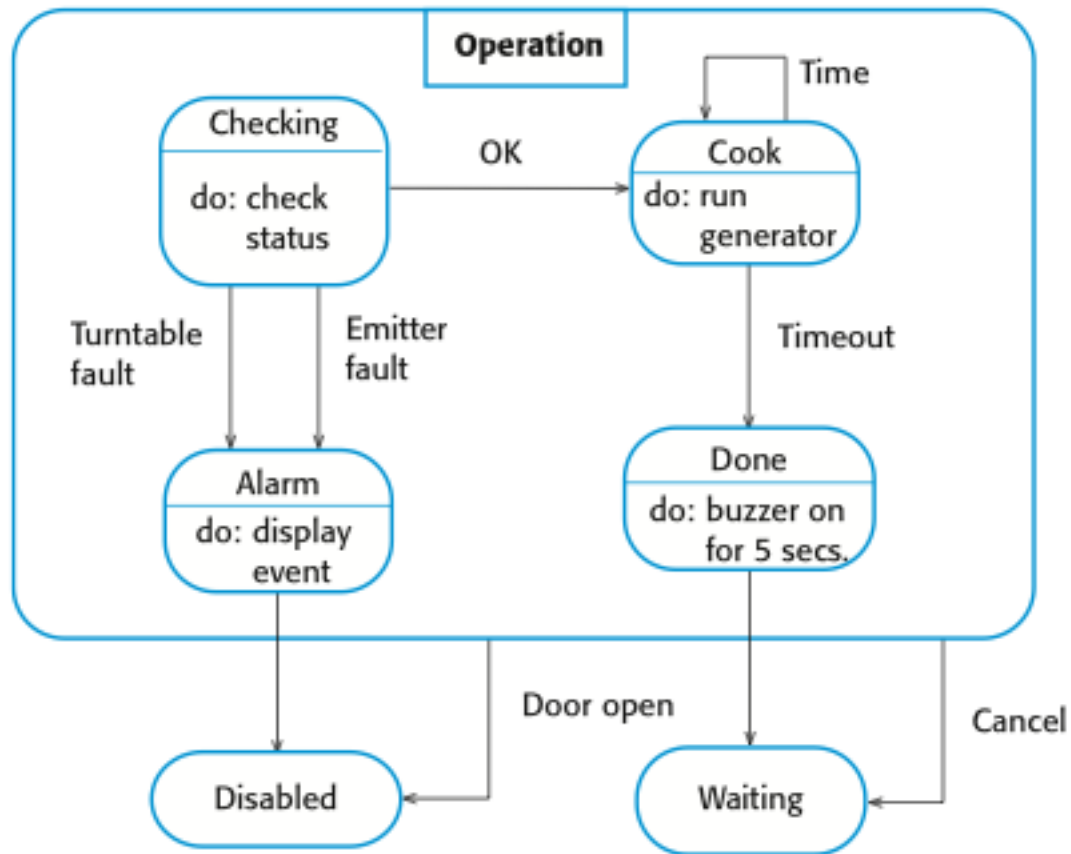 Operation
Time
Checking
OK
Cook
do: check
status
do: run
generator
Turntable
fault
Emitter
fault
Timeout
Alarm
do: display
event
Done
do: buzzer on
for 5 secs.
Door open
Cancel
Disabled
Waiting